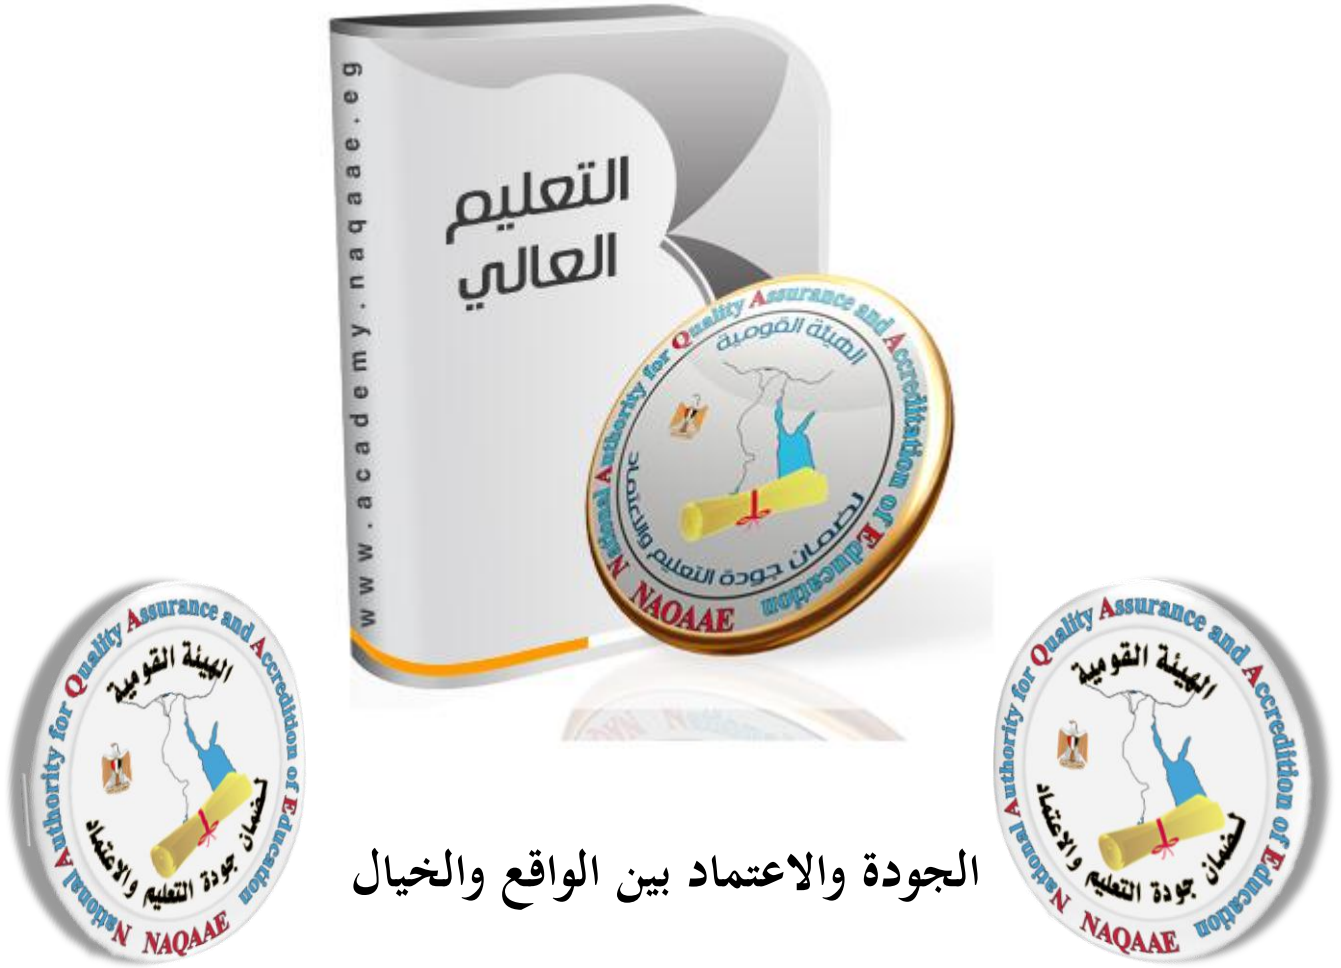 www.academy.naqaae.eg
التعليم
العالي
National Authority for Quality Assurance and Accreditation of Education
الهيئة القومية
لضمان جودة التعليم والاعتماد
NAQAAE
National Authority for Quality Assurance and Accredition of Education
الهيئة القومية
لضمان جودة التعليم والاعتماد
NAQAAE
National Authority for Quality Assurance and Accredition of Education
الهيئة القومية
لضمان جودة التعليم والاعتماد
NAQAAE
الجودة والاعتماد بين الواقع والخيال